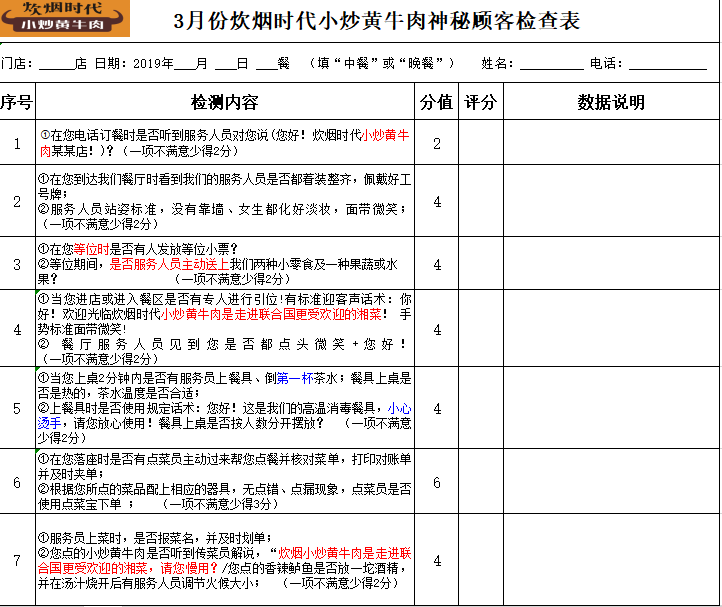 炊烟时代
小炒黄牛肉
3月份炊烟时代小炒黄牛肉神秘顾客检查表
门店：_____店 日期：2019年___月 ___日 ___餐 （填“中餐”或“晚餐”） 姓名：_________ 电话：___________
序号 检测内容 分值 评分 数据说明
1 ①在您电话订餐时是否听到服务人员对您说(您好！炊烟时代小炒黄牛
肉某某店！)？（一项不满意少得2分） 2
2 ①在您到达我们餐厅时看到我们的服务人员是否都着装整齐，佩戴好工
号牌；
②服务人员站姿标准，没有靠墙、女生都化好淡妆，面带微笑；
（一项不满意少得2分） 4
3 ①在您等位时是否有人发放等位小票？
②等位期间，是否服务人员主动送上我们两种小零食及一种果蔬或水
果？ （一项不满意少得2分） 4
4 ①当您进店或进入餐区是否有专人进行引位!有标准迎客声话术：你
好！欢迎光临炊烟时代小炒黄牛肉是走进联合国更受欢迎的湘菜！ 手
势标准面带微笑!
② 餐厅服务人员见到您是否都点头微笑+您好！
（一项不满意少得2分） 4
5 ①当您上桌2分钟内是否有服务员上餐具、倒第一杯茶水；餐具上桌是
否是热的，茶水温度是否合适；
②上餐具时是否使用规定话术：您好！这是我们的高温消毒餐具，小心
烫手，请您放心使用！餐具上桌是否按人数分开摆放？ （一项不满意
少得2分） 4
6 ①在您落座时是否有点菜员主动过来帮您点餐并核对菜单，打印对账单
并及时夹单；
②根据您所点的菜品配上相应的器具，无点错、点漏现象，点菜员是否
使用点菜宝下单 ； （一项不满意少得3分） 6
7 ①服务员上菜时，是否报菜名，并及时划单；
②您点的小炒黄牛肉是否听到传菜员解说，“炊烟小炒黄牛肉是走进联
合国更受欢迎的湘菜，请您慢用？/您点的香辣鲈鱼是否放一坨酒精，
并在汤汁烧开后有服务人员调节火候大小； （一项不满意少得2分） 4